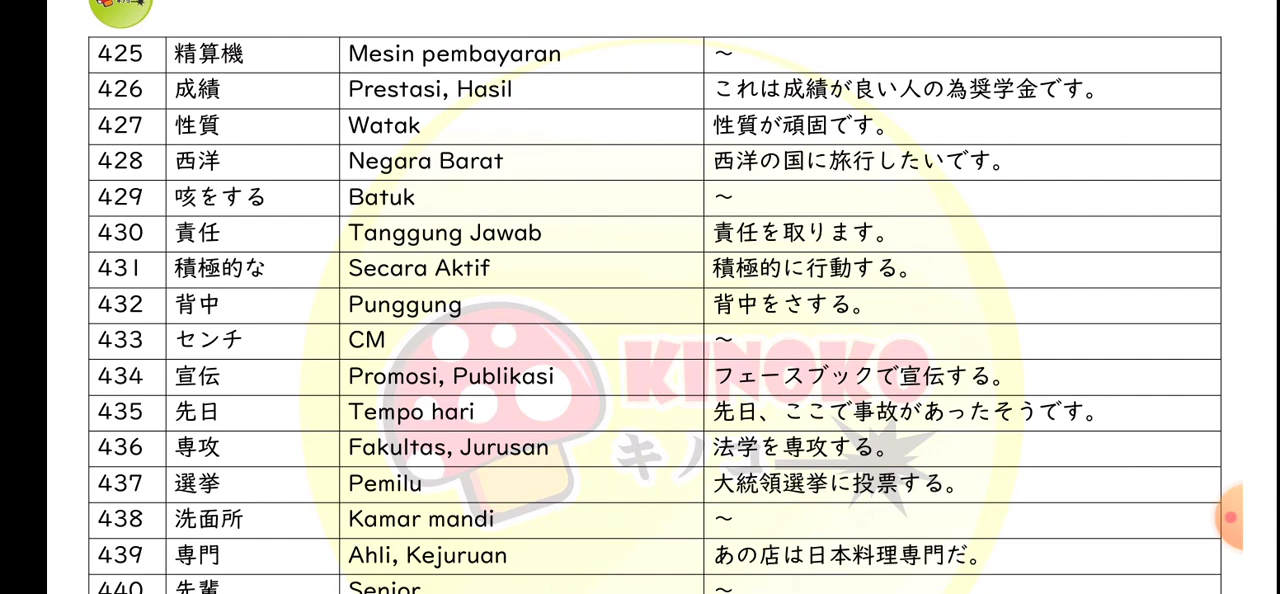 425 精算機 Mesin pembayaran ～
426 成績 Prestasi, Hasil これは成績が良い人の為奨学金です。
427 性質 Watak 性質が頑固です。
428 西洋 Negara Barat 西洋の国に旅行したいです。
429 咳をする Batuk ～
430 責任 Tanggung Jawab 責任を取ります。
431 積極的な Secara Aktif 積極的に行動する。
432 背中 Punggung 背中をさする。
433 センチ CM ～
434 宣伝 Promosi, Publikasi フェースブックで宣伝する。
435 先日 Tempo hari 先日、ここで事故があったそうです。
436 専攻 Fakultas, Jurusan 法学を専攻する。
437 選挙 Pemilu 大統領選挙に投票する。
438 洗面所 Kamar mandi ～
439 専門 Ahli, Kejuruan あの店は日本料理専門だ。
440 先輩 Senior ～
KINOKO
キノコ